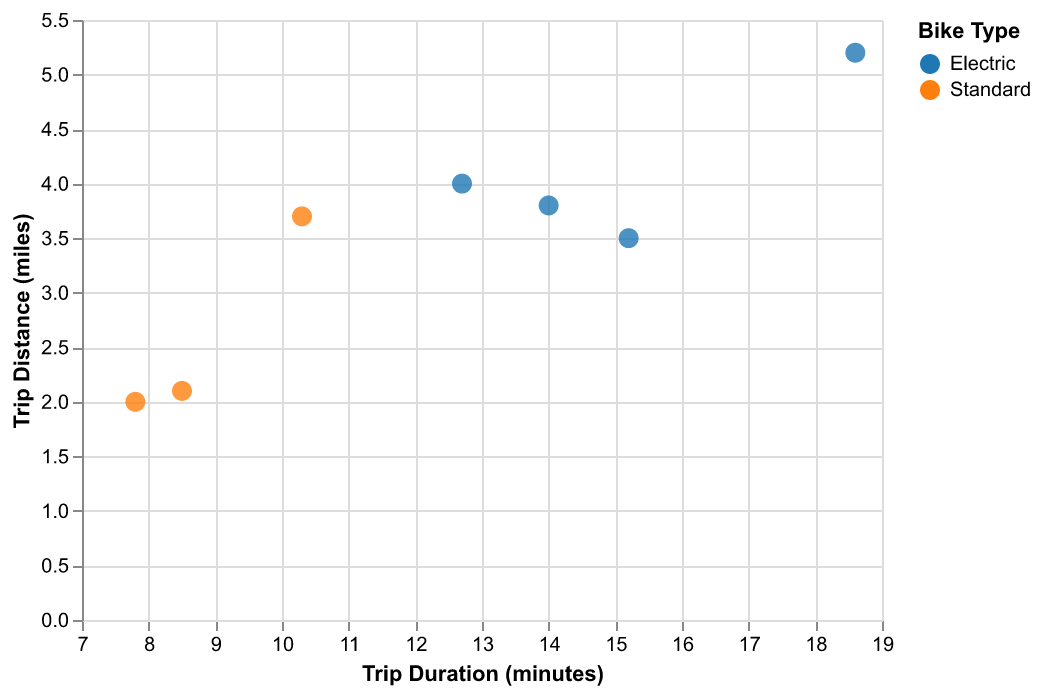 5.5
5.0
4.5
4.0
3.5
3.0
2.5
2.0
1.5
1.0
0.5
0.0
Trip Distance (miles)
7 8 9 10 11 12 13 14 15 16 17 18 19
Trip Duration (minutes)
Bike Type
Electric
Standard